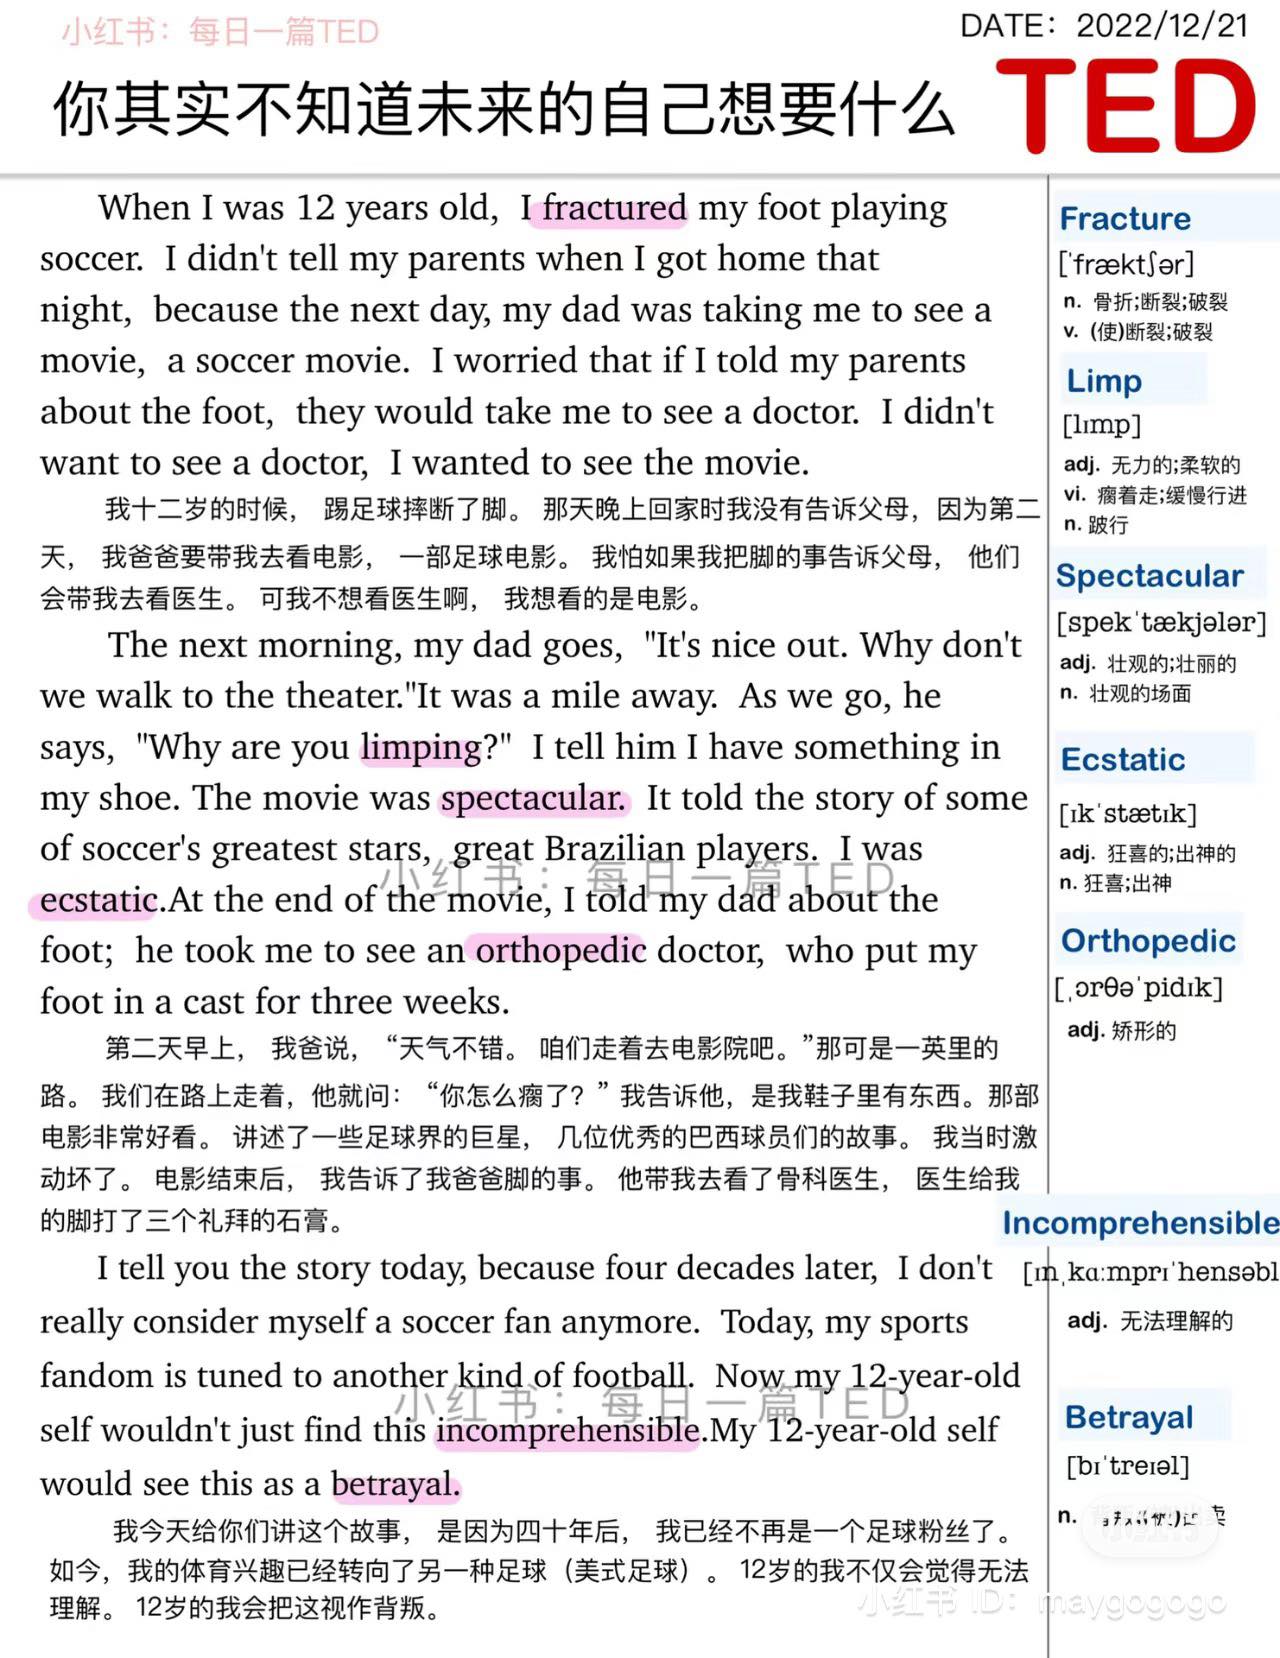 小红书：每日一篇TED
DATE：2022/12/21
你其实不知道未来的自己想要什么
TED
When I was 12 years old, I fractured my foot playing
soccer. I didn't tell my parents when I got home that
night, because the next day, my dad was taking me to see a
movie, a soccer movie. I worried that if I told my parents
about the foot, they would take me to see a doctor. I didn't
want to see a doctor, I wanted to see the movie.
我十二岁的时候， 踢足球摔断了脚。 那天晚上回家时我没有告诉父母，因为第二
天， 我爸爸要带我去看电影， 一部足球电影。 我怕如果我把脚的事告诉父母， 他们
会带我去看医生。 可我不想看医生啊， 我想看的是电影。
The next morning, my dad goes, "It's nice out. Why don't
we walk to the theater."It was a mile away. As we go, he
says, "Why are you limping?" I tell him I have something in
my shoe. The movie was spectacular. It told the story of some
of soccer's greatest stars, great Brazilian players. I was
小红书：每日一篇TED
ecstatic.At the end of the movie, I told my dad about the
foot; he took me to see an orthopedic doctor, who put my
foot in a cast for three weeks.
第二天早上， 我爸说， “天气不错。 咱们走着去电影院吧。”那可是一英里的
路。 我们在路上走着，他就问： “你怎么瘸了？” 我告诉他，是我鞋子里有东西。那部
电影非常好看。 讲述了一些足球界的巨星， 几位优秀的巴西球员们的故事。 我当时激
动坏了。 电影结束后， 我告诉了我爸爸脚的事。 他带我去看了骨科医生， 医生给我
的脚打了三个礼拜的石膏。
I tell you the story today, because four decades later, I don't
really consider myself a soccer fan anymore. Today, my sports
fandom is tuned to another kind of football. Now my 12-year-old
小红书：每日一篇TED
self wouldn't just find this incomprehensible.My 12-year-old self
would see this as a betrayal.
我今天给你们讲这个故事， 是因为四十年后， 我已经不再是一个足球粉丝了。
如今，我的体育兴趣已经转向了另一种足球（美式足球）。 12岁的我不仅会觉得无法
理解。 12岁的我会把这视作背叛。
Fracture
[ˈfræktʃər]
n. 骨折;断裂;破裂
v. (使)断裂;破裂
Limp
[lɪmp]
adj. 无力的;柔软的
vi. 瘸着走;缓慢行进
n. 跛行
Spectacular
[spekˈtækjələr]
adj. 壮观的;壮丽的
n. 壮观的场面
Ecstatic
[ɪkˈstætɪk]
adj. 狂喜的;出神的
n. 狂喜;出神
Orthopedic
[ˌɔrθəˈpidɪk]
adj. 矫形的
Incomprehensible
[ɪnˌkɑːmprɪˈhensəbl
adj. 无法理解的
Betrayal
[bɪˈtreɪəl]
n.
小红书 ID：maygogogo